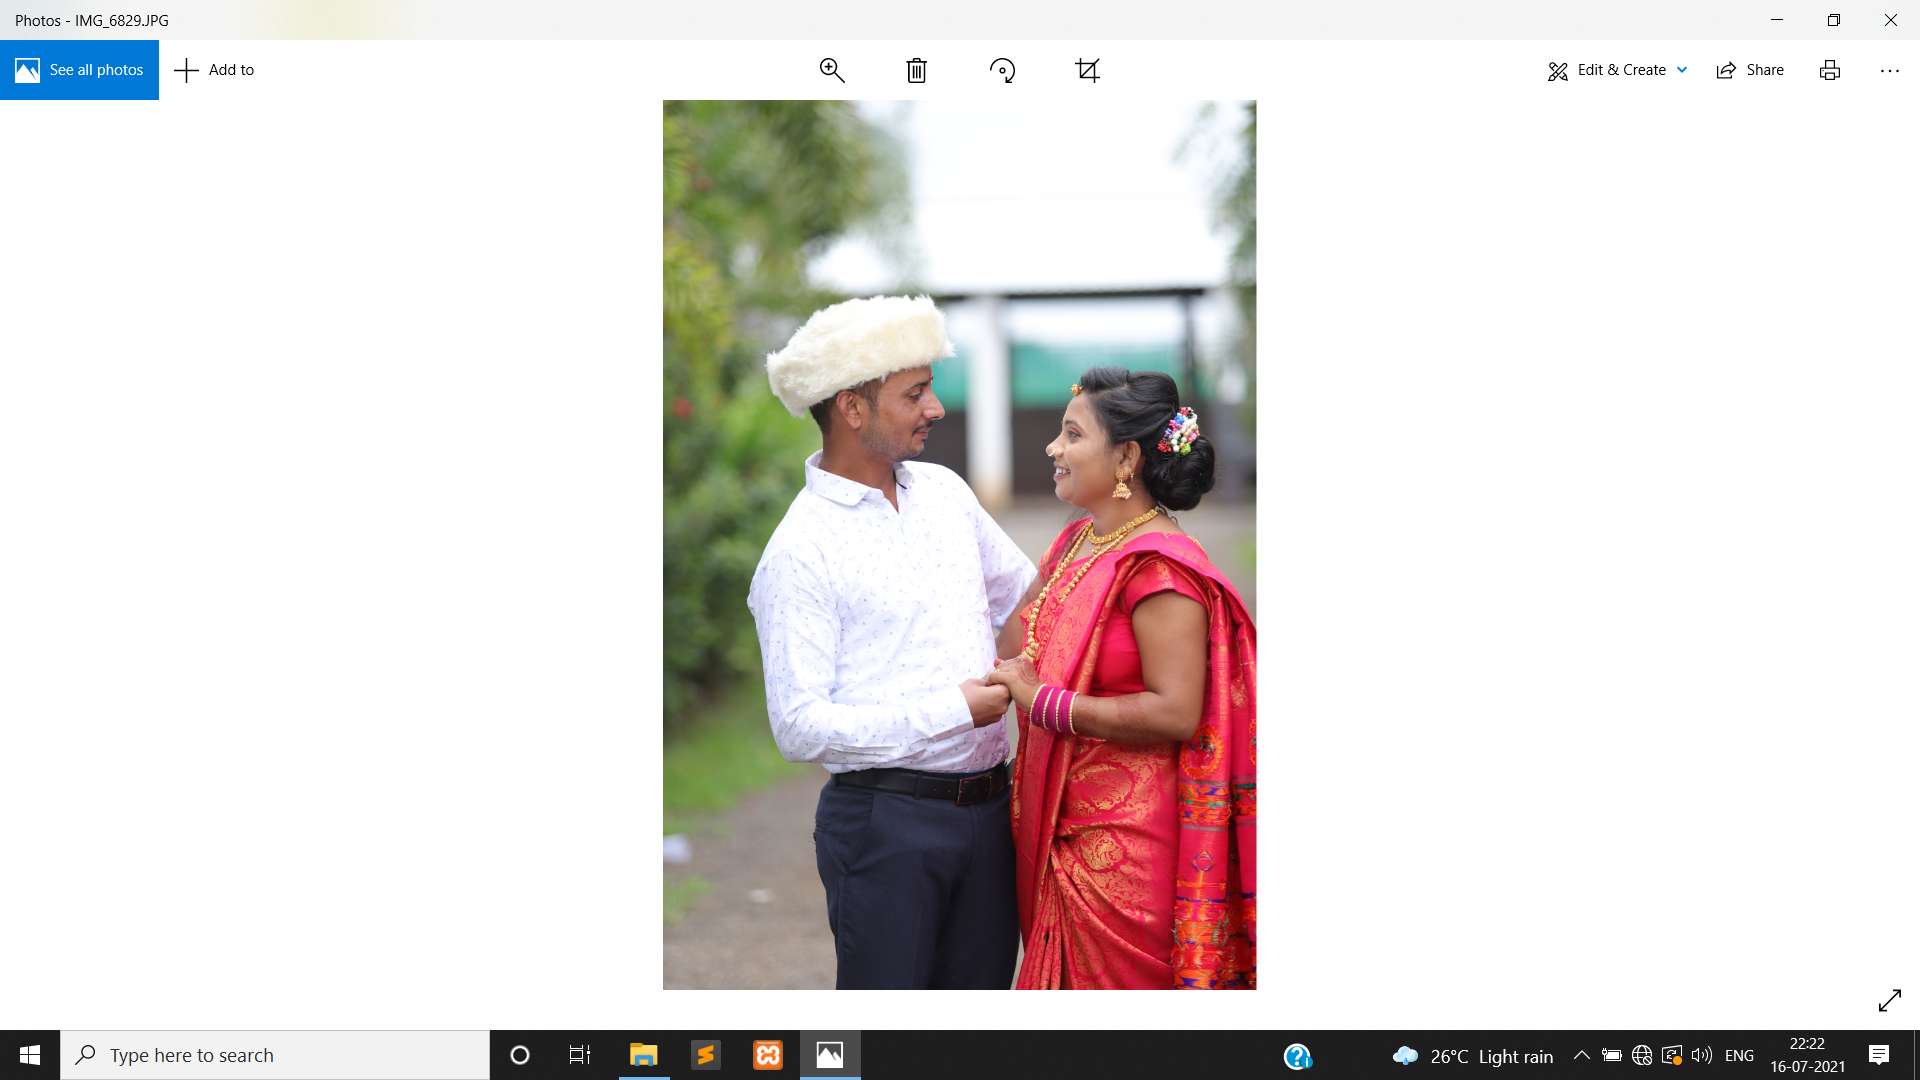 Photos - IMG_6829.JPG
See all photos
Add to
Edit & Create
Share
Type here to search
26°C Light rain
ENG
22:22
16-07-2021